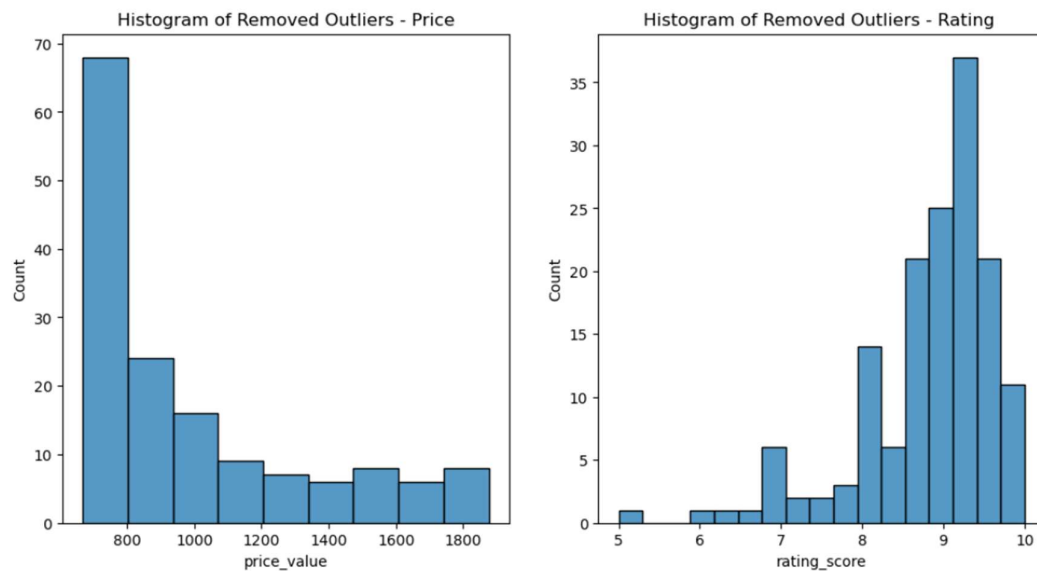 Histogram of Removed Outliers - Price
70
60
50
40
30
20
10
0
Count
800 1000 1200 1400 1600 1800
price_value
Histogram of Removed Outliers - Rating
35
30
25
20
15
10
5
0
Count
5 6 7 8 9 10
rating_score